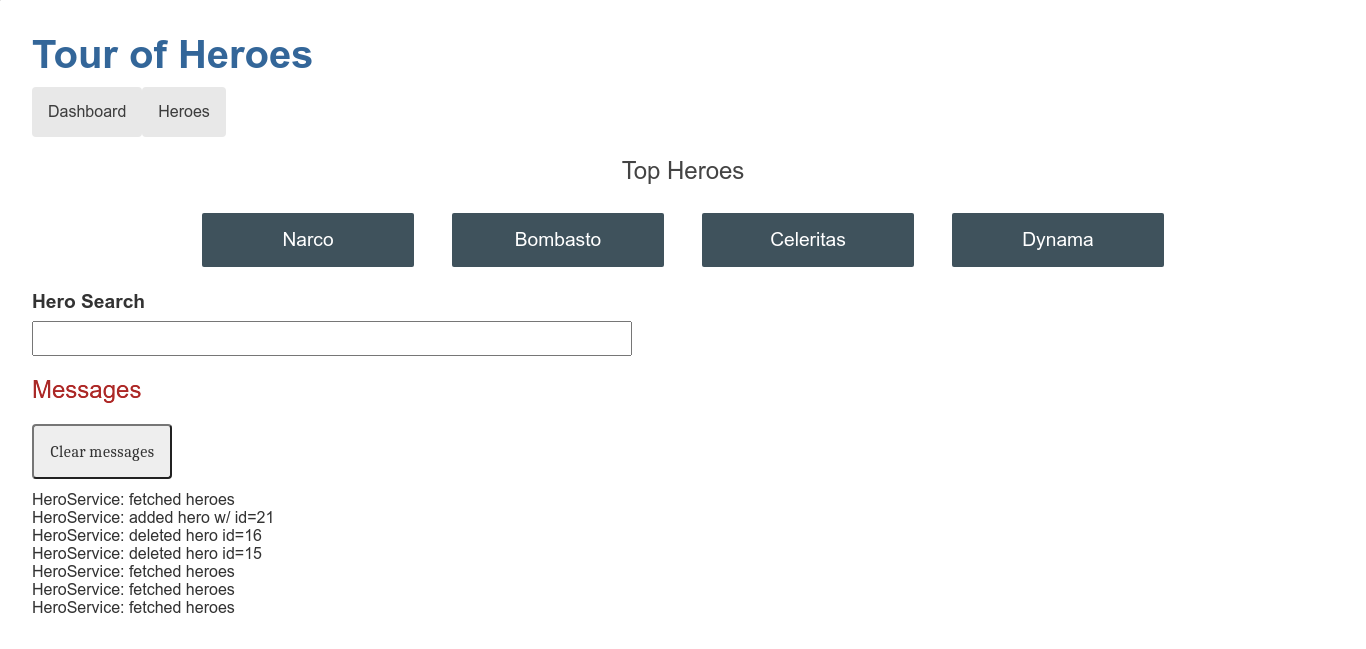 Tour of Heroes
Dashboard Heroes
Top Heroes
Narco Bombasto Celeritas Dynama
Hero Search
Messages
Clear messages
HeroService: fetched heroes
HeroService: added hero w/ id=21
HeroService: deleted hero id=16
HeroService: deleted hero id=15
HeroService: fetched heroes
HeroService: fetched heroes
HeroService: fetched heroes